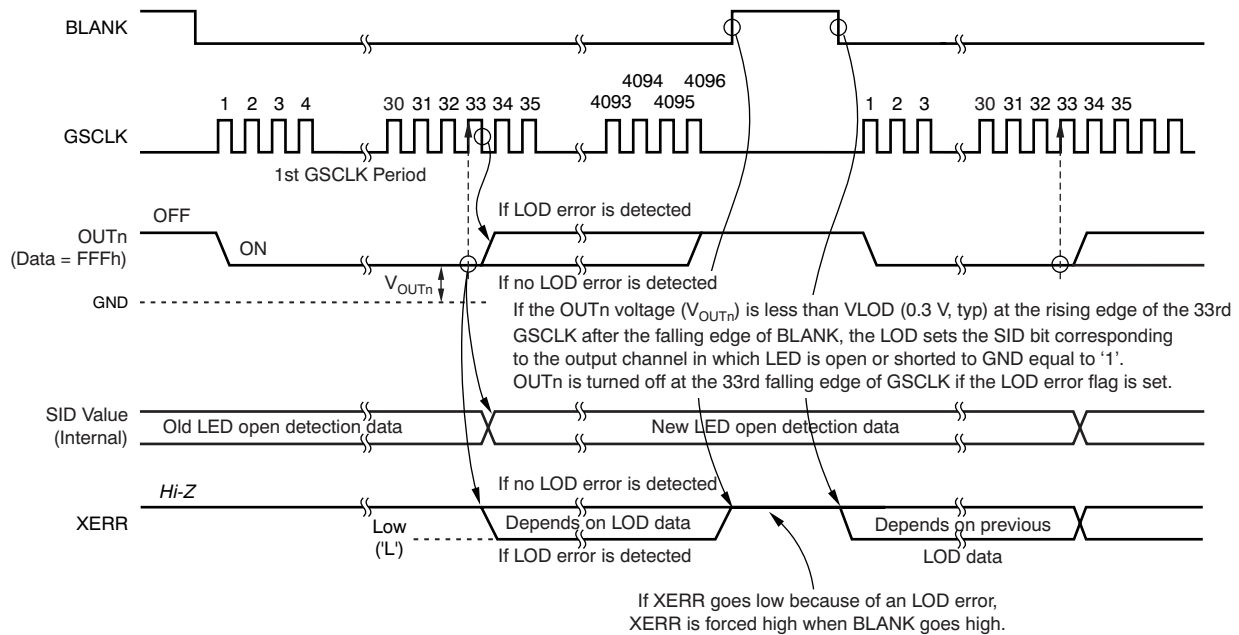 BLANK
4094 4096
1 2 3 4 30 31 32 33 34 35 4093 4095 1 2 3 30 31 32 33 34 35
GSCLK
1st GSCLK Period
OFF
If LOD error is detected
OUTn
(Data = FFFh)
ON
If no LOD error is detected
VOUTn
GND
If the OUTn voltage (VOUTn) is less than VLOD (0.3 V, typ) at the rising edge of the 33rd
GSCLK after the falling edge of BLANK, the LOD sets the SID bit corresponding
to the output channel in which LED is open or shorted to GND equal to ‘1’.
OUTn is turned off at the 33rd falling edge of GSCLK if the LOD error flag is set.
SID Value
(Internal)
Old LED open detection data
New LED open detection data
Hi-Z
If no LOD error is detected
XERR
Low
('L')
Depends on LOD data
Depends on previous
LOD data
If LOD error is detected
If XERR goes low because of an LOD error,
XERR is forced high when BLANK goes high.